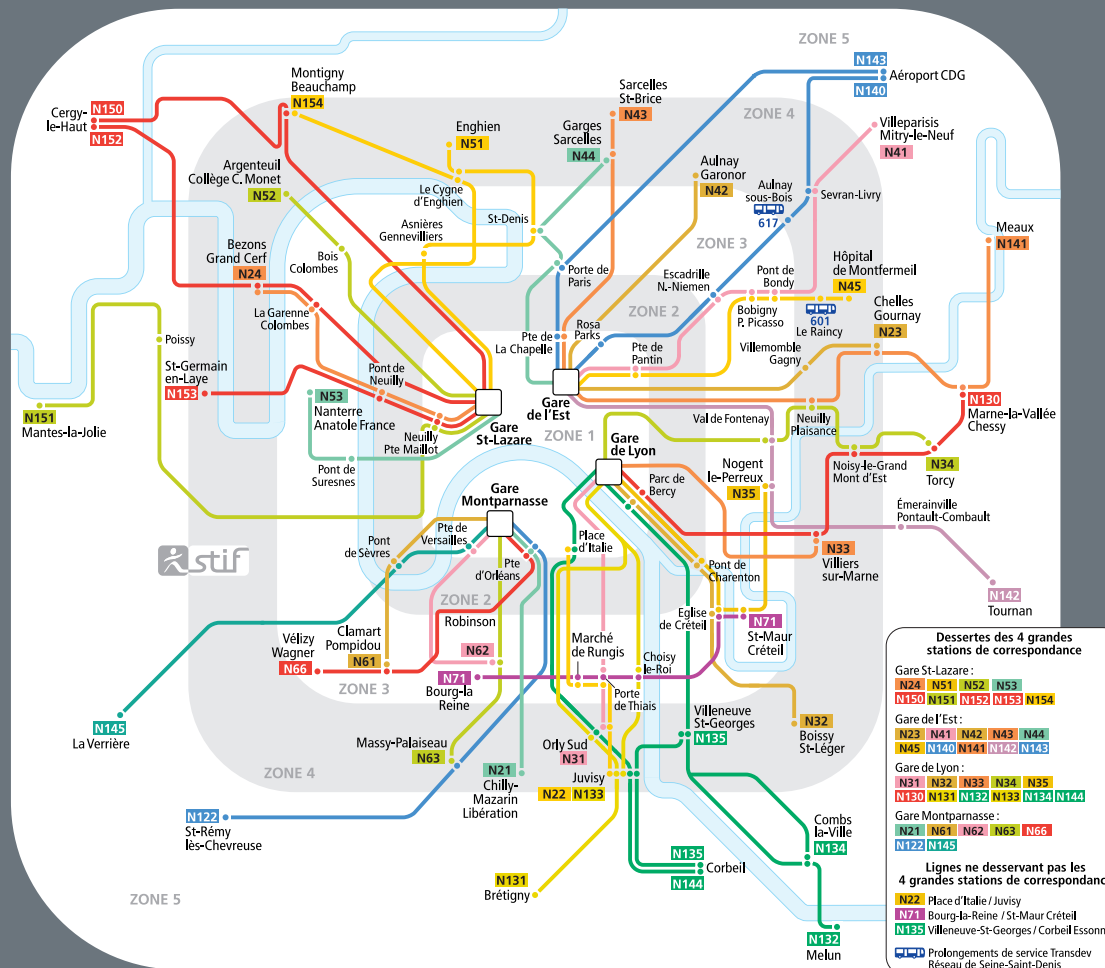 ZONE 5
N143
Aéroport CDG
N140
Montigny
Beauchamp
N154
Cergy-
le-Haut
N150
N152
Sarcelles
St-Brice
N43
ZONE 4
Villeparisis
Mitry-le-Neuf
N41
Enghien
N51
Garges
Sarcelles
N44
Argenteuil
Collège C. Monet
N52
Le Cygne
d'Enghien
Aulnay
Garonor
N42
Aulnay
sous-Bois
617
Sevran-Livry
St-Denis
Asnières
Gennevilliers
Meaux
N141
Bezons
Grand Cerf
N24
Bois
Colombes
ZONE 3
Porte de
Paris
Escadrille
N.-Niemen
Pont de
Bondy
Hôpital
de Montfermeil
N45
La Garenne
Colombes
ZONE 2
Rosa
Parks
Bobigny
P. Picasso
601
Le Raincy
Chelles
Gournay
N23
Poissy
Pte de
La Chapelle
Pte de
Pantin
Villemomble
Gagny
St-Germain
en-Laye
N153
Pont de
Neuilly
N53
Nanterre
Anatole France
N130
Marne-la-Vallée
Chessy
N151
Mantes-la-Jolie
Gare
St-Lazare
Gare
de l'Est
Neuilly
Pte Maillot
ZONE 1
Gare
de Lyon
Val de Fontenay
Neuilly
Plaisance
Pont de
Suresnes
Nogent
le-Perreux
N35
Noisy-le-Grand
Mont d'Est
N34
Torcy
Gare
Montparnasse
Parc de
Bercy
Émerainville
Pontault-Combault
stif
Pont
de Sèvres
Pte de
Versailles
Place
d'Italie
N33
Villiers
sur-Marne
Pte
d'Orléans
Pont de
Charenton
N142
Tournan
ZONE 2
Robinson
Eglise
de Créteil
N71
St-Maur
Créteil
Vélizy
Wagner
N66
Clamart
Pompidou
N61
N62
Marché
de Rungis
Choisy
le-Roi
ZONE 3
N71
Bourg-la
Reine
Porte
de Thiais
N145
La Verrière
Villeneuve
St-Georges
N135
N32
Boissy
St-Léger
Massy-Palaiseau
N63
Orly Sud
N31
ZONE 4
N21
Chilly-
Mazarin
Libération
Juvisy
N22 N133
N122
St-Rémy
lès-Chevreuse
Combs
la-Ville
N134
N135
Corbeil
N144
N131
Brétigny
ZONE 5
N132
Melun
Dessertes des 4 grandes
stations de correspondance
Gare St-Lazare :
N24 N51 N52 N53
N150 N151 N152 N153 N154
Gare de l'Est :
N23 N41 N42 N43 N44
N45 N140 N141 N142 N143
Gare de Lyon :
N31 N32 N33 N34 N35
N130 N131 N132 N133 N134 N144
Gare Montparnasse :
N21 N61 N62 N63 N66
N122 N145
Lignes ne desservant pas les
4 grandes stations de correspondanc
N22 Place d'Italie / Juvisy
N71 Bourg-la-Reine / St-Maur Créteil
N135 Villeneuve-St-Georges / Corbeil Essonn
Prolongements de service Transdev
Réseau de Seine-Saint-Denis